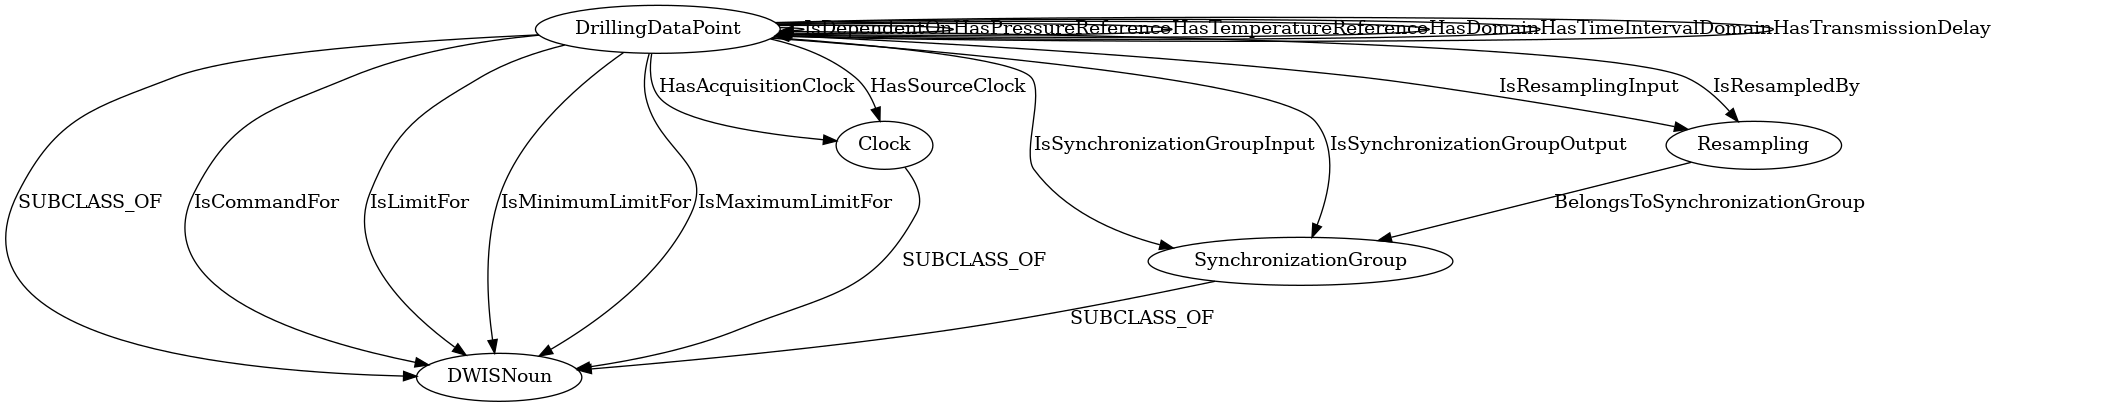 DrillingDataPoint
IsDependentOn
HasPressureReference
HasTemperatureReference
HasDomain
HasTimeIntervalDomain
HasTransmissionDelay
HasAcquisitionClock
HasSourceClock
IsResamplingInput
IsResampledBy
Clock
IsSynchronizationGroupInput
IsSynchronizationGroupOutput
Resampling
SUBCLASS_OF
IsCommandFor
IsLimitFor
IsMinimumLimitFor
IsMaximumLimitFor
BelongsToSynchronizationGroup
SUBCLASS_OF
SynchronizationGroup
SUBCLASS_OF
DWISNoun